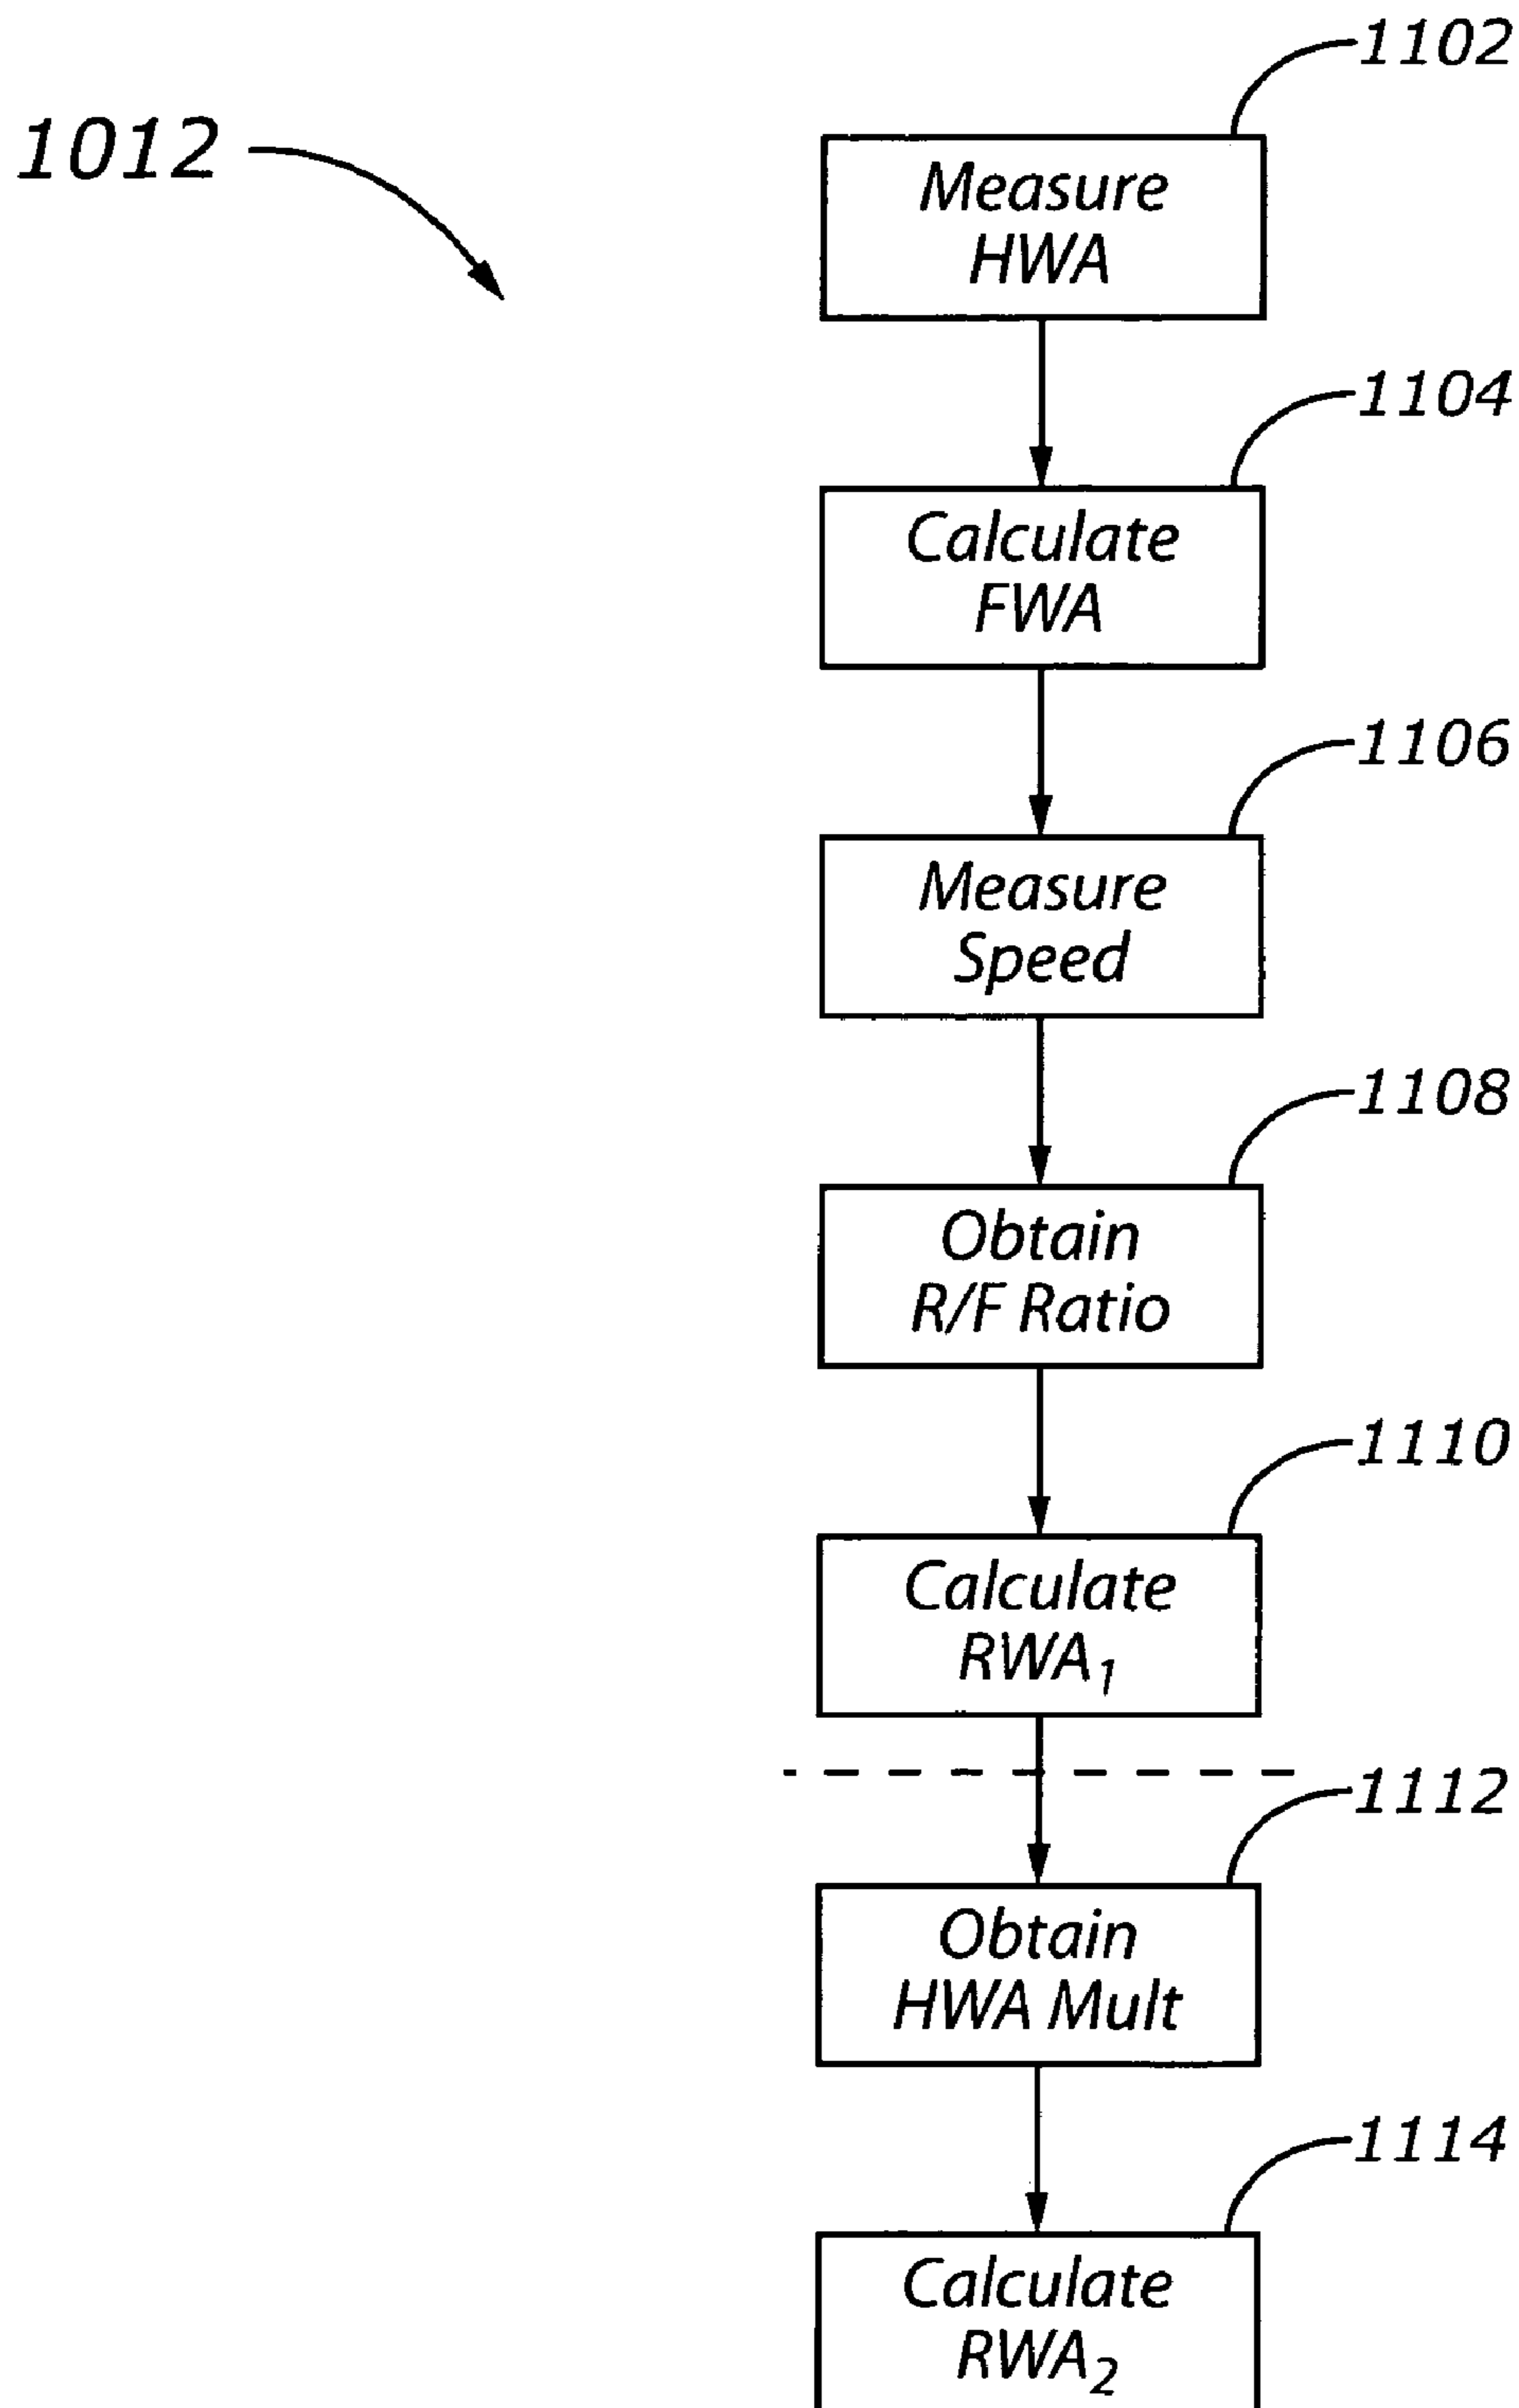 1102
1012
Measure
HWA
1104
Calculate
FWA
1106
Measure
Speed
1108
Obtain
R/F Ratio
1110
Calculate
RWA₁
1112
Obtain
HWA Mult
1114
Calculate
RWA₂